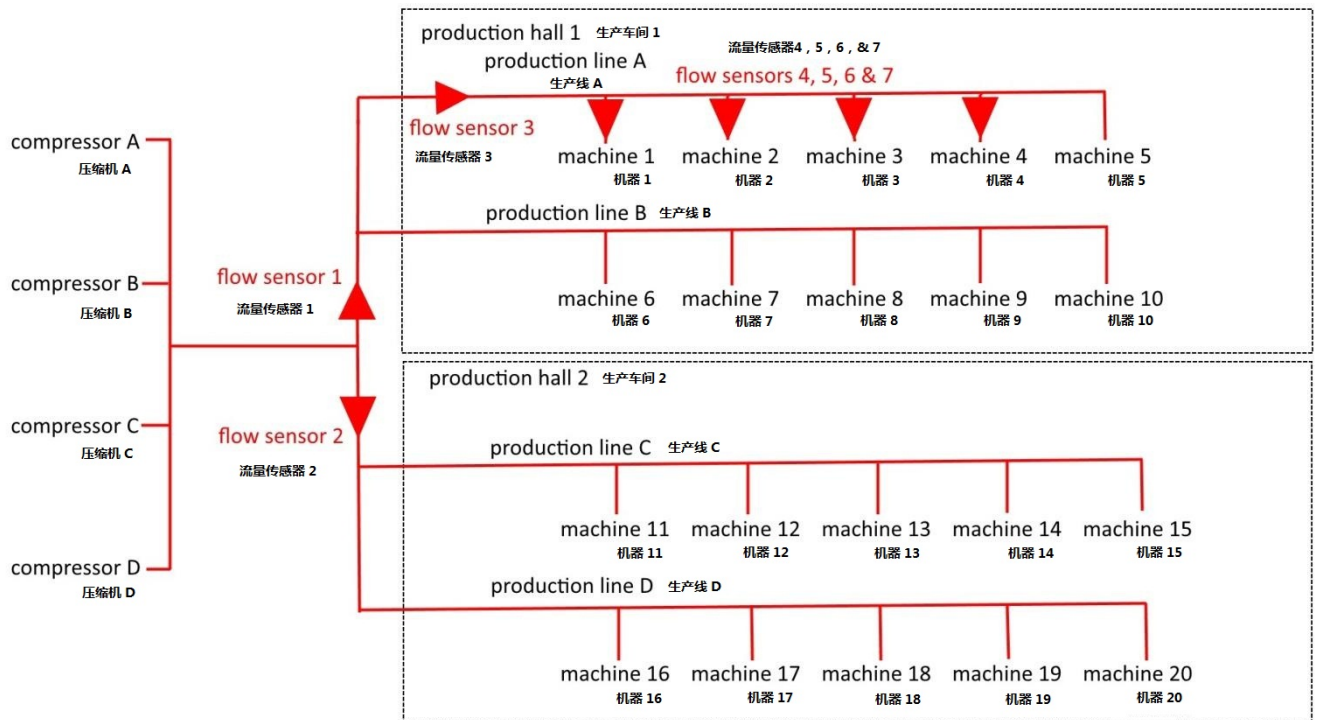 production hall 1 生产车间 1
production line A
生产线 A
流量传感器4，5，6，& 7
flow sensors 4, 5, 6 & 7
flow sensor 3
流量传感器 3
compressor A
压缩机 A
machine 1 machine 2 machine 3 machine 4 machine 5
机器 1 机器 2 机器 3 机器 4 机器 5
production line B 生产线 B
flow sensor 1
流量传感器 1
compressor B
压缩机 B
machine 6 machine 7 machine 8 machine 9 machine 10
机器 6 机器 7 机器 8 机器 9 机器 10
production hall 2 生产车间 2
compressor C
压缩机 C
flow sensor 2
流量传感器 2
production line C 生产线 C
machine 11 machine 12 machine 13 machine 14 machine 15
机器 11 机器 12 机器 13 机器 14 机器 15
compressor D
压缩机 D
production line D 生产线 D
machine 16 machine 17 machine 18 machine 19 machine 20
机器 16 机器 17 机器 18 机器 19 机器 20